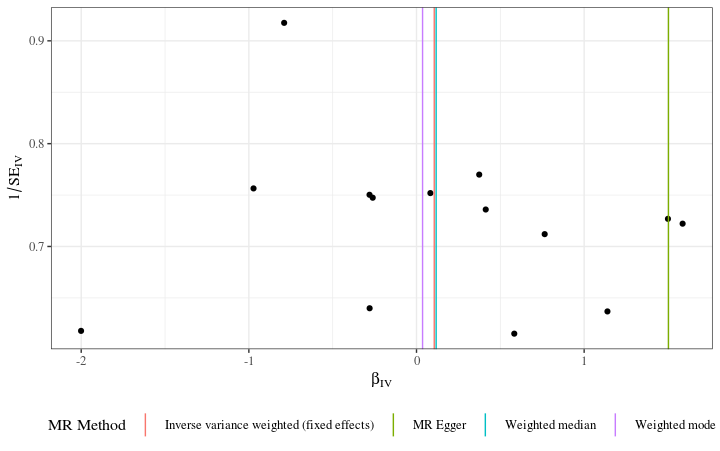 0.9
0.8
0.7
1/SE_IV
-2 -1 0 1
β_IV
MR Method Inverse variance weighted (fixed effects) MR Egger Weighted median Weighted mode